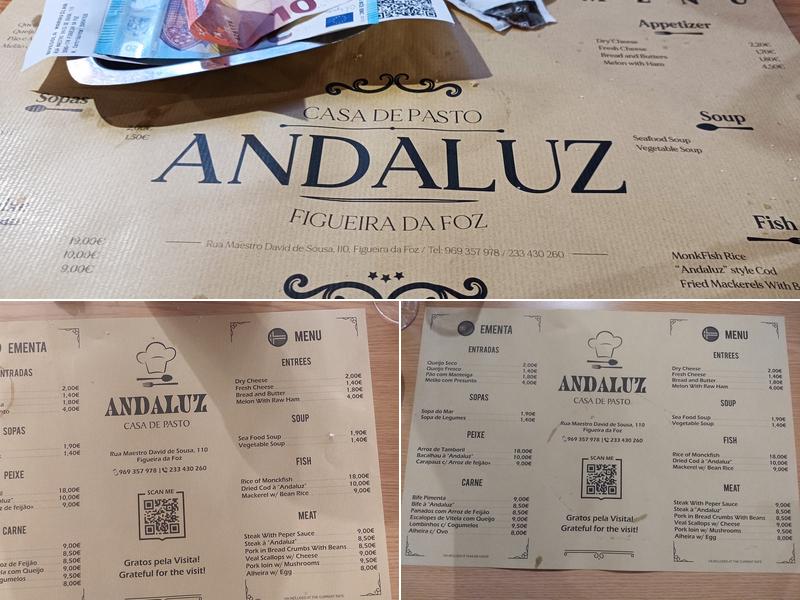 MENU
Appetizer
Dry Cheese 2,20€
Fresh Cheese 1,70€
Bread and Butter 1,80€
Melon with Ham 4,50€
Sopas
2,00€
1,50€
CASA DE PASTO
ANDALUZ
FIGUEIRA DA FOZ
Rua Maestro David de Sousa, 110, Figueira da Foz / Tel: 969 357 978 / 233 430 260
Soup
Seafood Soup
Vegetable Soup
19,00€
10,00€
9,00€
Fish
MonkFish Rice
"Andaluz" style Cod
Fried Mackerels With
EMENTA
ENTRADAS
2,00€
1,40€
1,80€
4,00€
SOPAS
1,90€
1,40€
PEIXE
18,00€
10,00€
9,00€
CARNE
9,00€
8,50€
8,50€
9,00€
9,50€
8,00€
ANDALUZ
CASA DE PASTO
Rua Maestro David de Sousa, 110
Figueira da Foz
969 357 978 | 233 430 260
SCAN ME
Gratos pela Visita!
Grateful for the visit!
MENU
ENTREES
Dry Cheese 2,00€
Fresh Cheese 1,40€
Bread and Butter 1,80€
Melon With Raw Ham 4,00€
SOUP
Sea Food Soup 1,90€
Vegetable Soup 1,40€
FISH
Rice of Monckfish 18,00€
Dried Cod à "Andaluz" 10,00€
Mackerel w/ Bean Rice 9,00€
MEAT
Steak With Peper Sauce 9,00€
Steak à "Andaluz" 8,50€
Pork in Bread Crumbs With Beans 8,50€
Veal Scallops w/ Cheese 9,00€
Pork loin w/ Mushrooms 9,50€
Alheira w/ Egg 8,00€
EMENTA
ENTRADAS
Queijo Seco 2,00€
Queijo Fresco 1,40€
Pão com Manteiga 1,80€
Melão com Presunto 4,00€
SOPAS
Sopa do Mar 1,90€
Sopa de Legumes 1,40€
PEIXE
Arroz de Tamboril 18,00€
Bacalhau à "Andaluz" 10,00€
Carapaus c/ Arroz de feijão 9,00€
CARNE
Bife Pimenta 9,00€
Bife à "Andaluz" 8,50€
Panados com Arroz de Feijão 8,50€
Escalopes de Vitela com Queijo 9,00€
Lombinhos c/ Cogumelos 9,50€
Alheira c/ Ovo 8,00€
ANDALUZ
CASA DE PASTO
Rua Maestro David de Sousa, 110
Figueira da Foz
969 357 978 | 233 430 260
SCAN ME
Gratos pela Visita!
Grateful for the visit!
MENU
ENTREES
Dry Cheese 2,00€
Fresh Cheese 1,40€
Bread and Butter 1,80€
Melon With Raw Ham 4,00€
SOUP
Sea Food Soup 1,90€
Vegetable Soup 1,40€
FISH
Rice of Monckfish 18,00€
Dried Cod à "Andaluz" 10,00€
Mackerel w/ Bean Rice 9,00€
MEAT
Steak With Peper Sauce 9,00€
Steak à "Andaluz" 8,50€
Pork in Bread Crumbs With Beans 8,50€
Veal Scallops w/ Cheese 9,00€
Pork loin w/ Mushrooms 9,50€
Alheira w/ Egg 8,00€